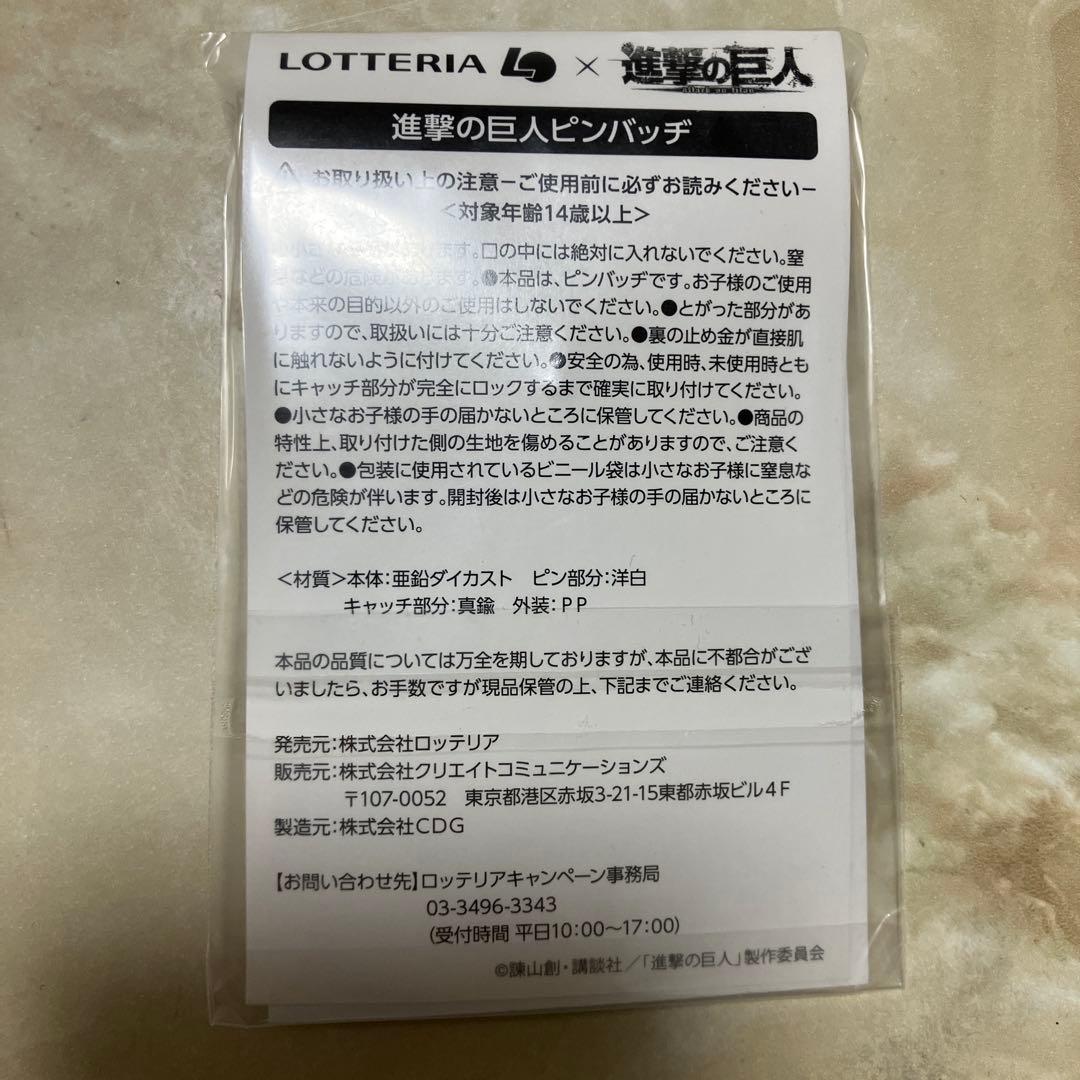 LOTTERIA × 進撃の巨人
attack on titan
進撃の巨人ピンバッヂ
お取り扱い上の注意－ご使用前に必ずお読みください－
＜対象年齢14歳以上＞
ます。口の中には絶対に入れないでください。窒
息などの危険があります。●本品は、ピンバッヂです。お子様のご使用
や本来の目的以外のご使用はしないでください。●とがった部分があ
りますので、取扱いには十分ご注意ください。●裏の止め金が直接肌
に触れないように付けてください。●安全の為、使用時、未使用時とも
にキャッチ部分が完全にロックするまで確実に取り付けてください。
●小さなお子様の手の届かないところに保管してください。●商品の
特性上、取り付けた側の生地を傷めることがありますので、ご注意く
ださい。●包装に使用されているビニール袋は小さなお子様に窒息な
どの危険が伴います。開封後は小さなお子様の手の届かないところに
保管してください。
＜材質＞本体：亜鉛ダイカスト　ピン部分：洋白
キャッチ部分：真鍮　外装：ＰＰ
本品の品質については万全を期しておりますが、本品に不都合がござ
いましたら、お手数ですが現品保管の上、下記までご連絡ください。
発売元：株式会社ロッテリア
販売元：株式会社クリエイトコミュニケーションズ
〒107-0052　東京都港区赤坂3-21-15東都赤坂ビル４Ｆ
製造元：株式会社ＣＤＧ
【お問い合わせ先】ロッテリアキャンペーン事務局
03-3496-3343
（受付時間 平日10：00～17：00）
©諫山創・講談社／「進撃の巨人」製作委員会